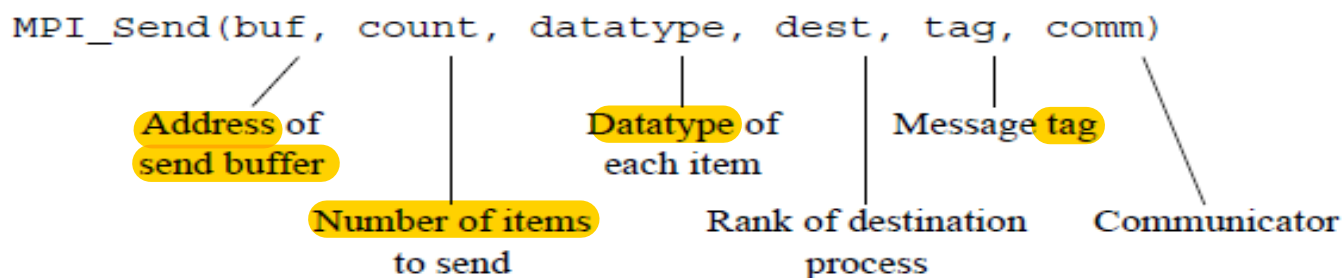 MPI_Send(buf, count, datatype, dest, tag, comm)
Address of
send buffer
Datatype of
each item
Message tag
Number of items
to send
Rank of destination
process
Communicator